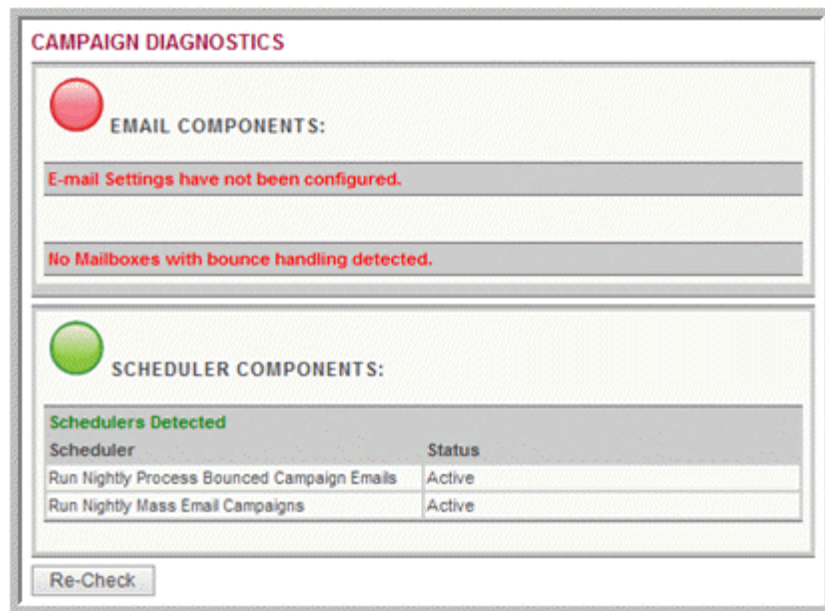 CAMPAIGN DIAGNOSTICS
EMAIL COMPONENTS:
E-mail Settings have not been configured.
No Mailboxes with bounce handling detected.
SCHEDULER COMPONENTS:
Schedulers Detected
Scheduler Status
Run Nightly Process Bounced Campaign Emails Active
Run Nightly Mass Email Campaigns Active
Re-Check